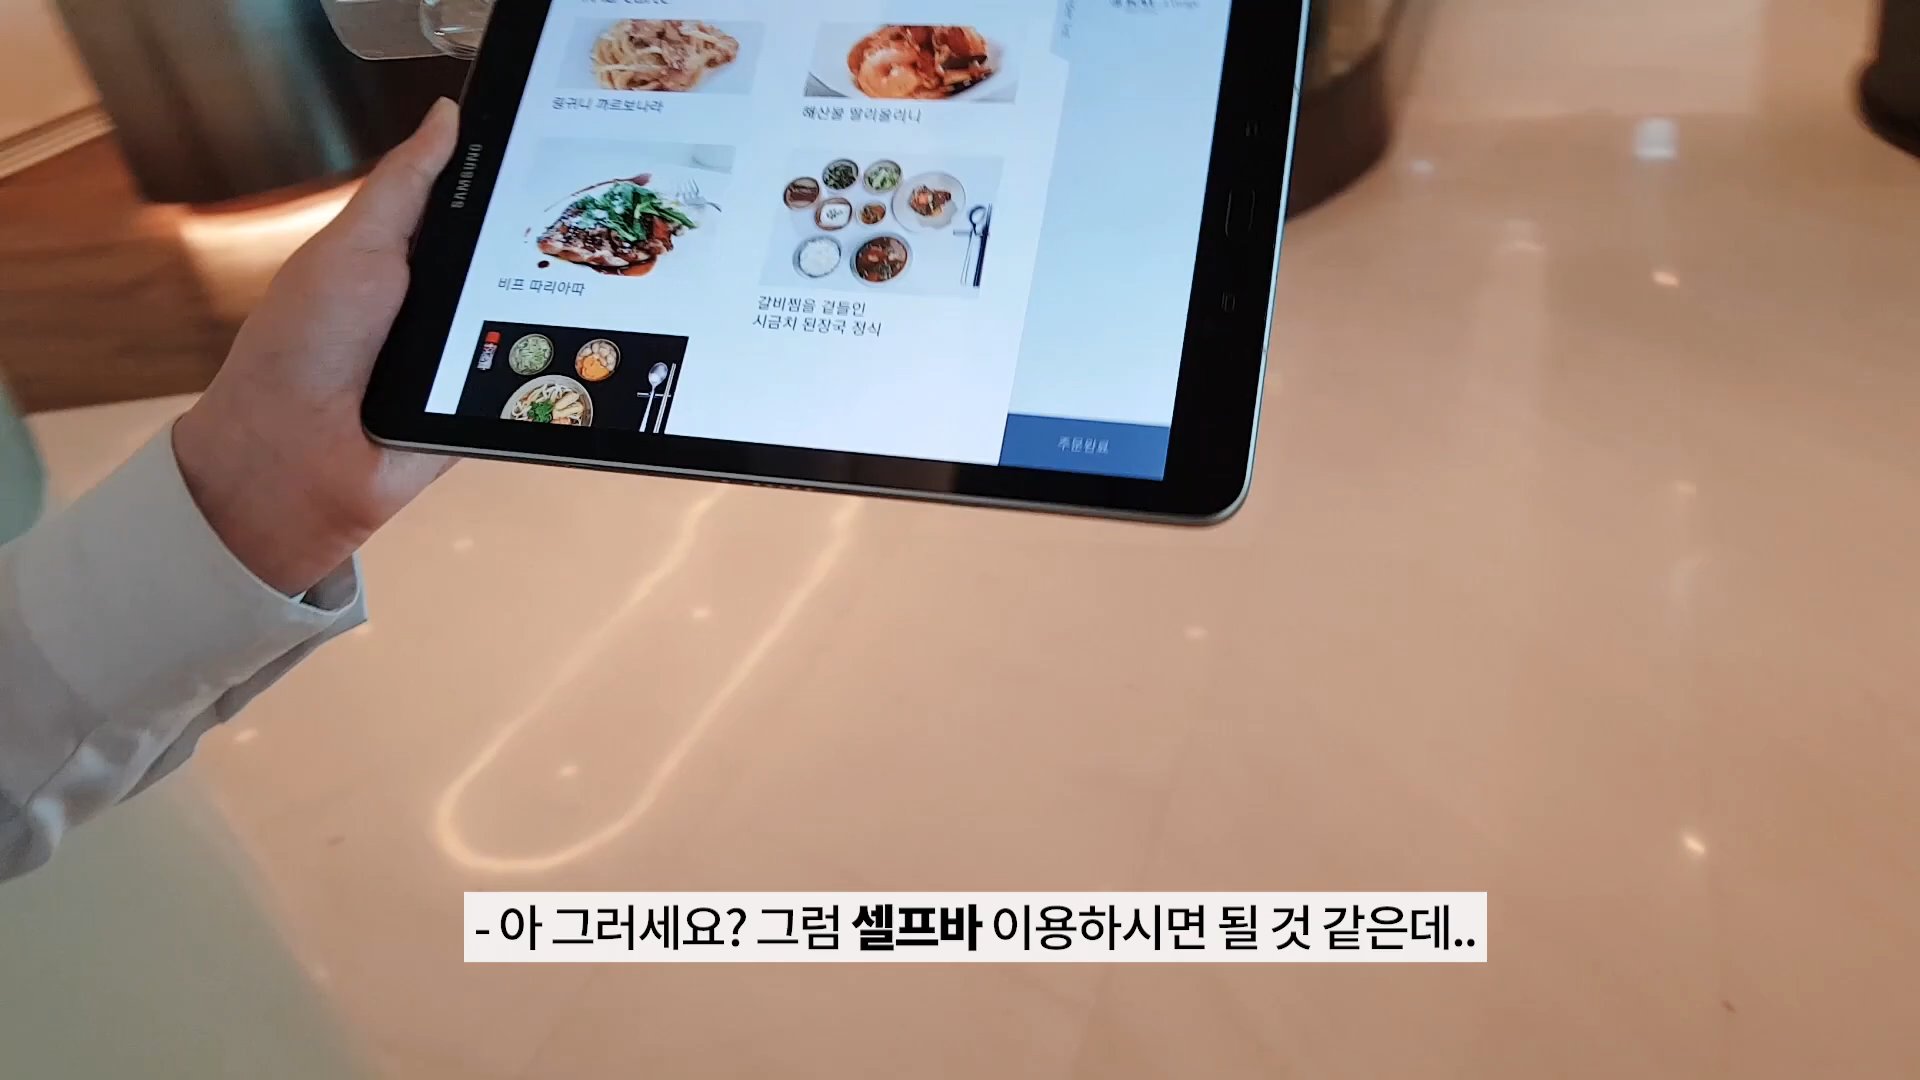 링귀니 까르보나라
해산물 딸리올리니
SAMSUNG
비프 따리아따
갈비찜을 곁들인
시금치 된장국 정식
주문완료
- 아 그러세요? 그럼 셀프바 이용하시면 될 것 같은데..